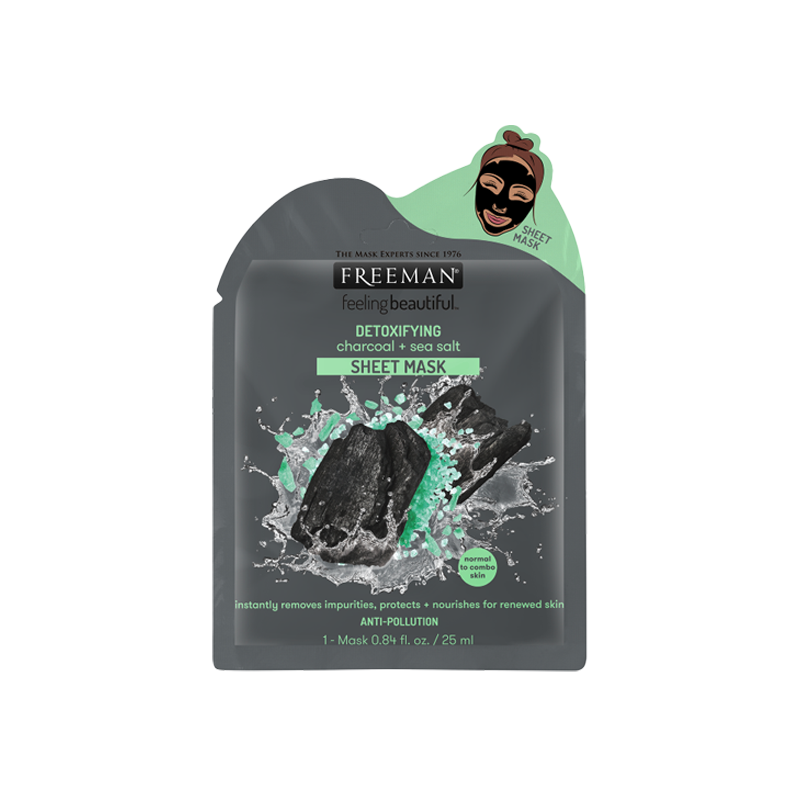 SHEET
MASK
THE MASK EXPERTS SINCE 1976
FREEMAN®
feeling beautiful™
DETOXIFYING
charcoal + sea salt
SHEET MASK
normal
to combo
skin
instantly removes impurities, protects + nourishes for renewed skin
ANTI-POLLUTION
1 - Mask 0.84 fl. oz. / 25 ml